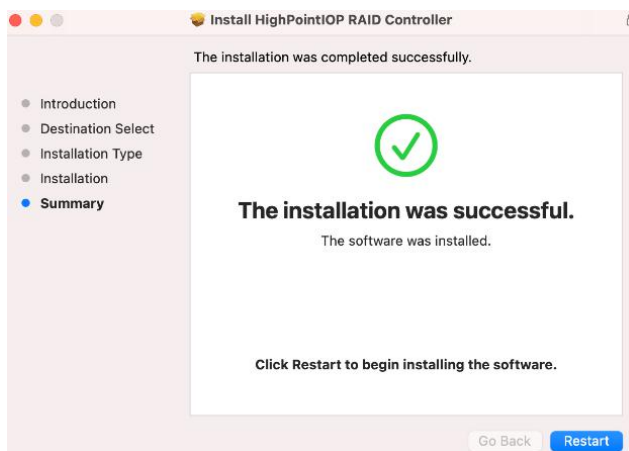 Install HighPointIOP RAID Controller
The installation was completed successfully.
Introduction
Destination Select
Installation Type
Installation
Summary
The installation was successful.
The software was installed.
Click Restart to begin installing the software.
Go Back
Restart